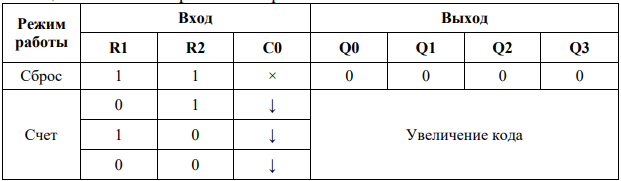 Режим работы Вход Выход
R1 R2 C0 Q0 Q1 Q2 Q3
Сброс 1 1 × 0 0 0 0
Счет 0 1 ↓ Увеличение кода
1 0 ↓
0 0 ↓